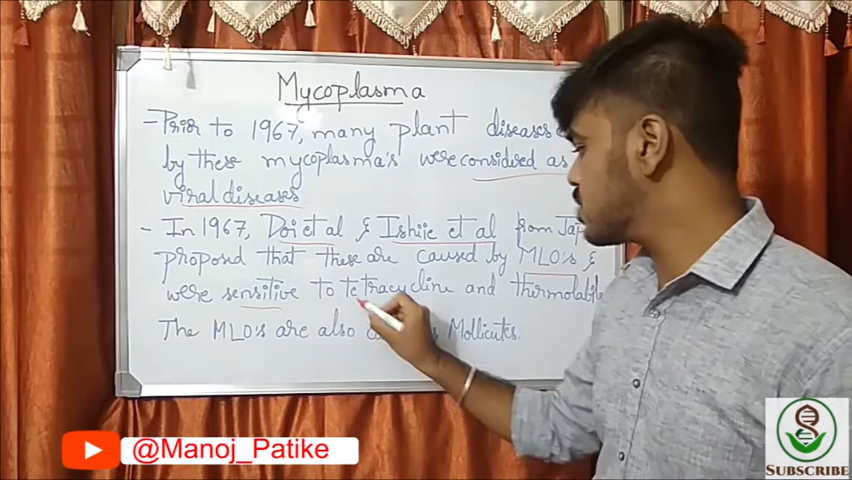 Mycoplasma
- Prior to 1967, many plant diseases
by these mycoplasma's were considered as
viral diseases
- In 1967, Doi et al & Ishiie et al from Jap
proposed that these are caused by MLO's &
were sensitive to tetracycline and thirmolabile
The MLO's are also as Mollicutes.
@Manoj_Patike
SUBSCRIBE